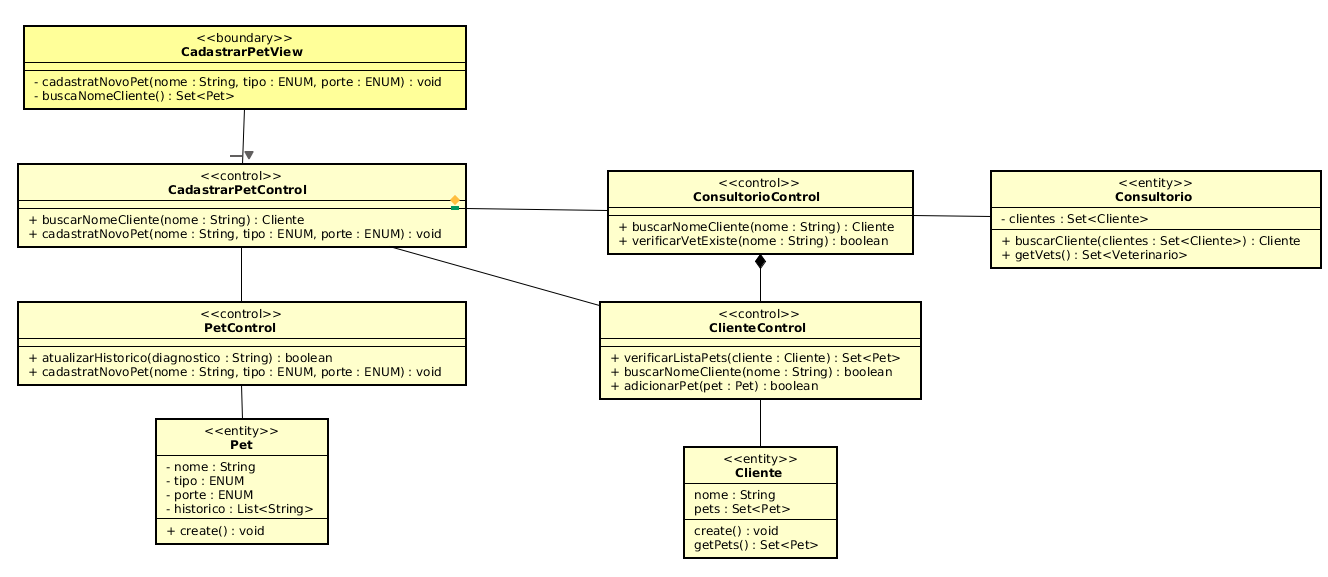 <<boundary>>
CadastrarPetView
- cadastratNovoPet(nome : String, tipo : ENUM, porte : ENUM) : void
- buscaNomeCliente() : Set<Pet>
<<control>>
CadastrarPetControl
+ buscarNomeCliente(nome : String) : Cliente
+ cadastratNovoPet(nome : String, tipo : ENUM, porte : ENUM) : void
<<control>>
ConsultorioControl
+ buscarNomeCliente(nome : String) : Cliente
+ verificarVetExiste(nome : String) : boolean
<<entity>>
Consultorio
- clientes : Set<Cliente>
+ buscarCliente(clientes : Set<Cliente>) : Cliente
+ getVets() : Set<Veterinario>
<<control>>
PetControl
+ atualizarHistorico(diagnostico : String) : boolean
+ cadastratNovoPet(nome : String, tipo : ENUM, porte : ENUM) : void
<<control>>
ClienteControl
+ verificarListaPets(cliente : Cliente) : Set<Pet>
+ buscarNomeCliente(nome : String) : boolean
+ adicionarPet(pet : Pet) : boolean
<<entity>>
Pet
- nome : String
- tipo : ENUM
- porte : ENUM
- historico : List<String>
+ create() : void
<<entity>>
Cliente
nome : String
pets : Set<Pet>
create() : void
getPets() : Set<Pet>